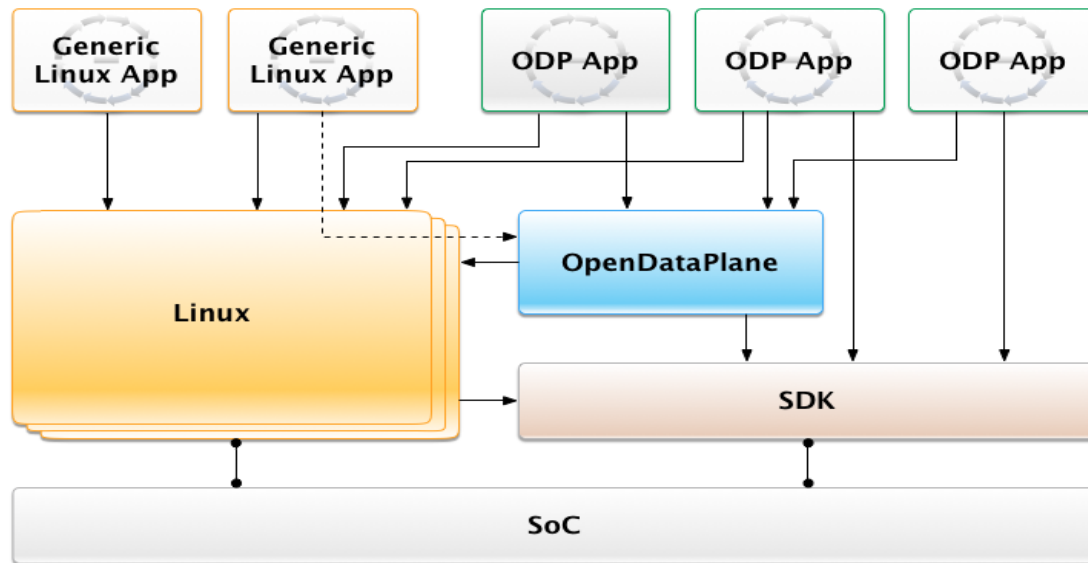 Generic
Linux App
Generic
Linux App
ODP App
ODP App
ODP App
OpenDataPlane
Linux
SDK
SoC